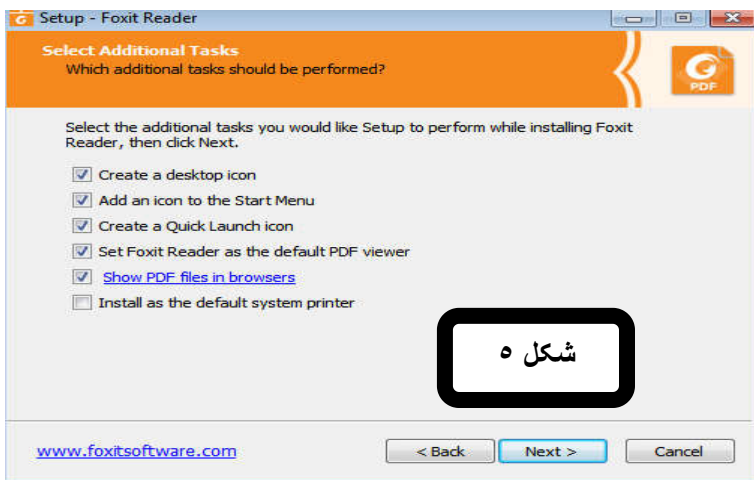 Setup - Foxit Reader
Select Additional Tasks
Which additional tasks should be performed?
PDF
Select the additional tasks you would like Setup to perform while installing Foxit
Reader, then click Next.
Create a desktop icon
Add an icon to the Start Menu
Create a Quick Launch icon
Set Foxit Reader as the default PDF viewer
Show PDF files in browsers
Install as the default system printer
شكل ٥
www.foxitsoftware.com
< Back
Next >
Cancel